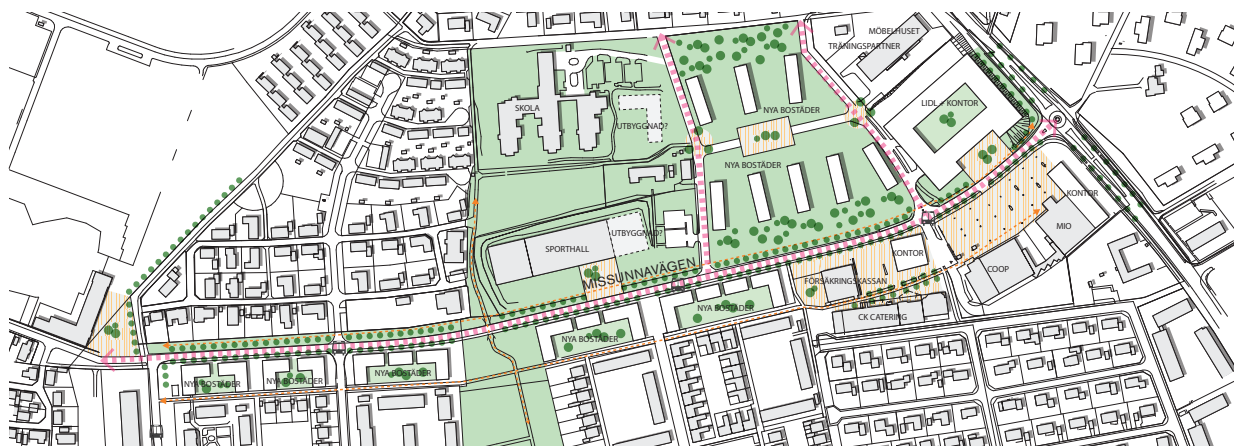 MÖBELHUSET
TRÄNINGSPARTNER
SKOLA
LIDL + KONTOR
NYA BOSTÄDER
UTBYGGNAD?
NYA BOSTÄDER
KONTOR
MIO
UTBYGGNAD?
SPORTHALL
KONTOR
MISSUNNAVÄGEN
COOP
FÖRSÄKRINGSKASSAN
NYA BOSTÄDER
CK CATERING
NYA BOSTÄDER
NYA BOSTÄDER
NYA BOSTÄDER
NYA BOSTÄDER